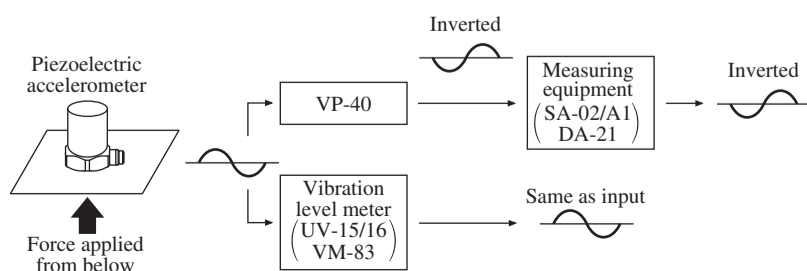 Piezoelectric
accelerometer
Force applied
from below
VP-40
Inverted
Measuring
equipment
(SA-02/A1
DA-21)
Inverted
Vibration
level meter
(UV-15/16
VM-83)
Same as input